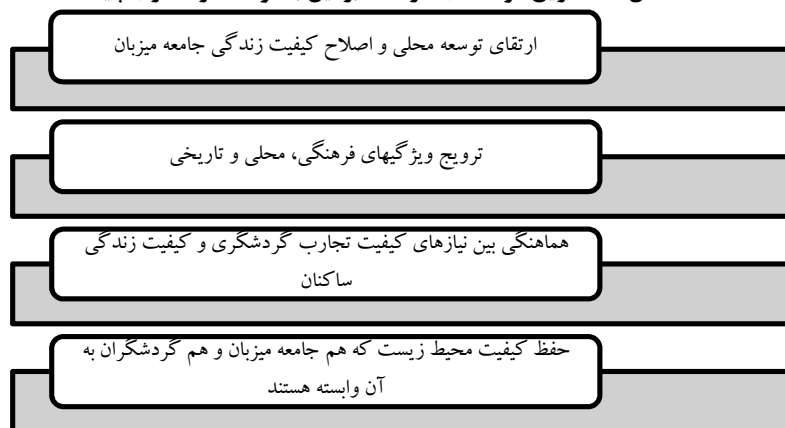 ارتقای توسعه محلی و اصلاح کیفیت زندگی جامعه میزبان
ترویج ویژگیهای فرهنگی، محلی و تاریخی
هماهنگی بین نیازهای کیفیت تجارب گردشگری و کیفیت زندگی
ساکنان
حفظ کیفیت محیط زیست که هم جامعه میزبان و هم گردشگران به
آن وابسته هستند